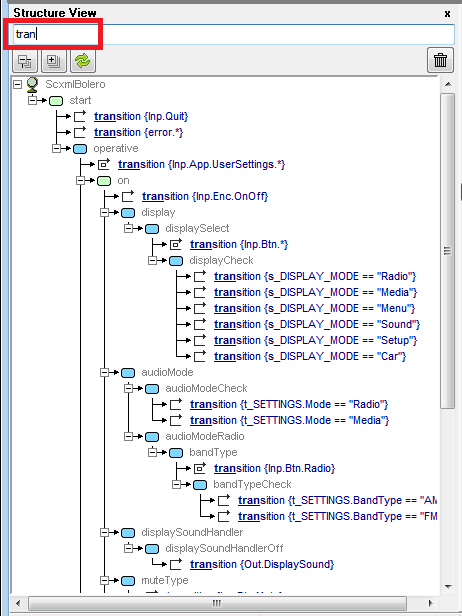 Structure View
x
tran
ScxmlBolero
start
transition {Inp.Quit}
transition {error.*}
operative
transition {Inp.App.UserSettings.*}
on
transition {Inp.Enc.OnOff}
display
displaySelect
transition {Inp.Btn.*}
displayCheck
transition {s_DISPLAY_MODE == "Radio"}
transition {s_DISPLAY_MODE == "Media"}
transition {s_DISPLAY_MODE == "Menu"}
transition {s_DISPLAY_MODE == "Sound"}
transition {s_DISPLAY_MODE == "Setup"}
transition {s_DISPLAY_MODE == "Car"}
audioMode
audioModeCheck
transition {t_SETTINGS.Mode == "Radio"}
transition {t_SETTINGS.Mode == "Media"}
audioModeRadio
bandType
transition {Inp.Btn.Radio}
bandTypeCheck
transition {t_SETTINGS.BandType == "AM
transition {t_SETTINGS.BandType == "FM
displaySoundHandler
displaySoundHandlerOff
transition {Out.DisplaySound}
muteType